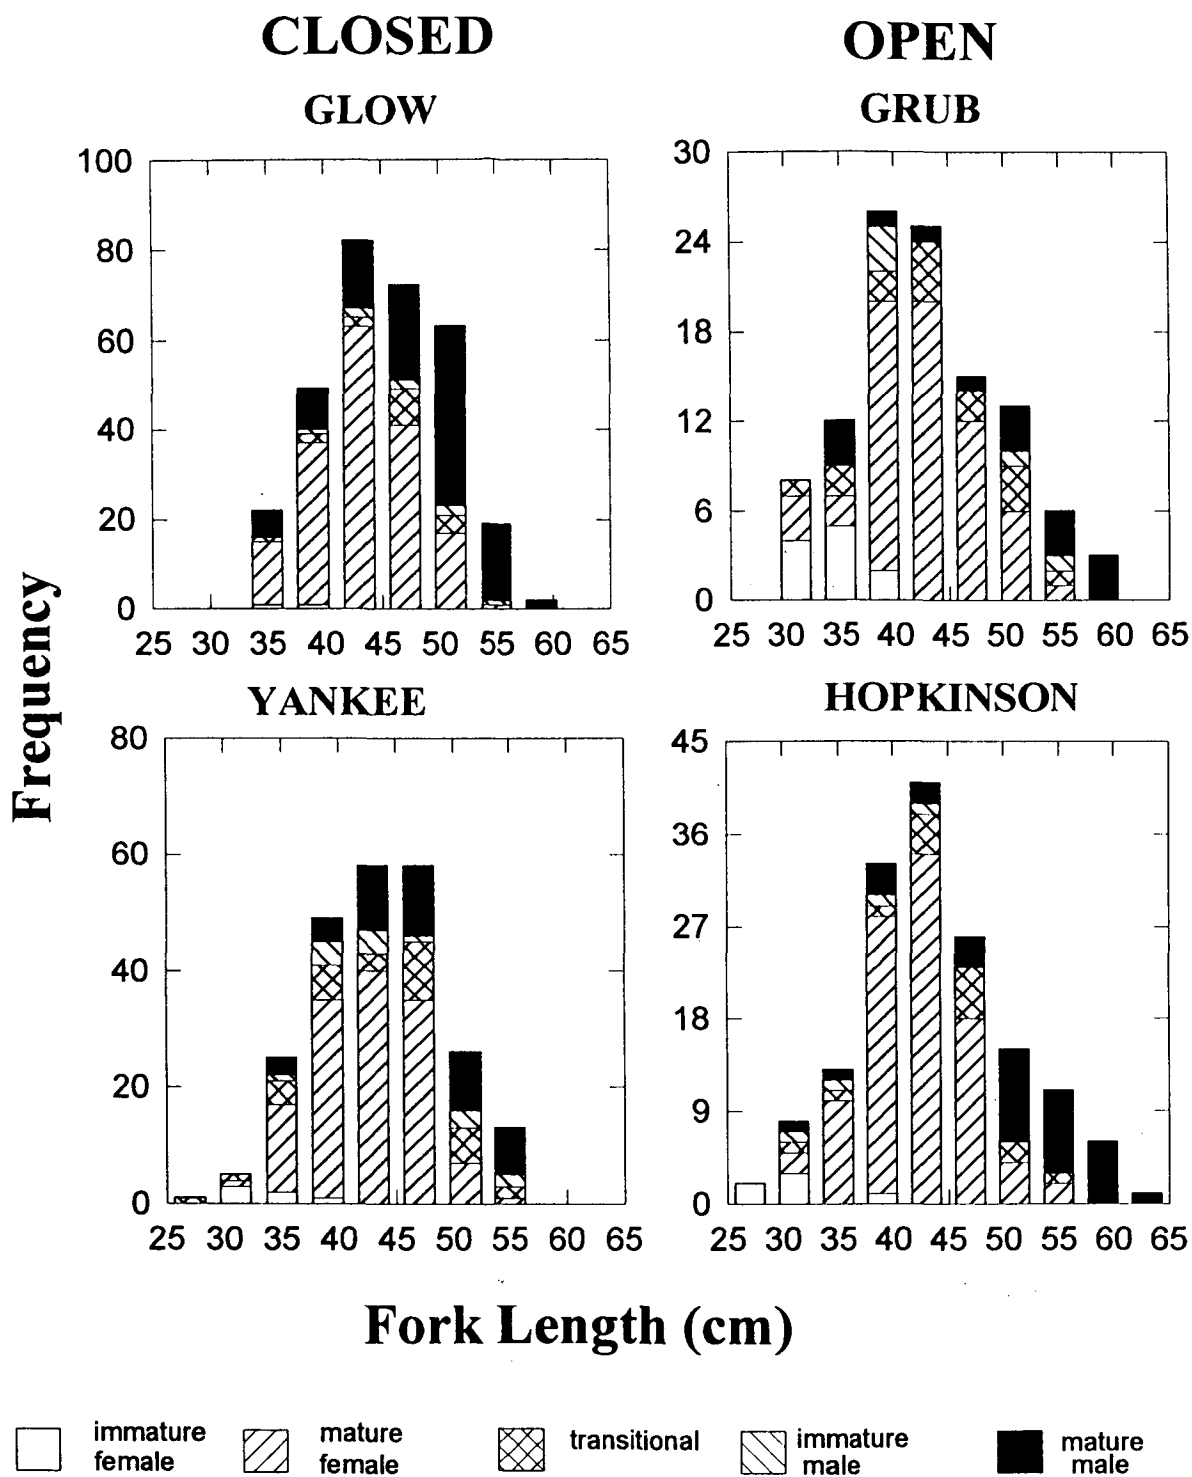 CLOSED
OPEN
GLOW
GRUB
100
80
60
40
20
0
25 30 35 40 45 50 55 60 65
30
24
18
12
6
0
25 30 35 40 45 50 55 60 65
YANKEE
HOPKINSON
80
60
40
20
0
25 30 35 40 45 50 55 60 65
45
36
27
18
9
0
25 30 35 40 45 50 55 60 65
Frequency
Fork Length (cm)
immature
female
mature
female
transitional
immature
male
mature
male